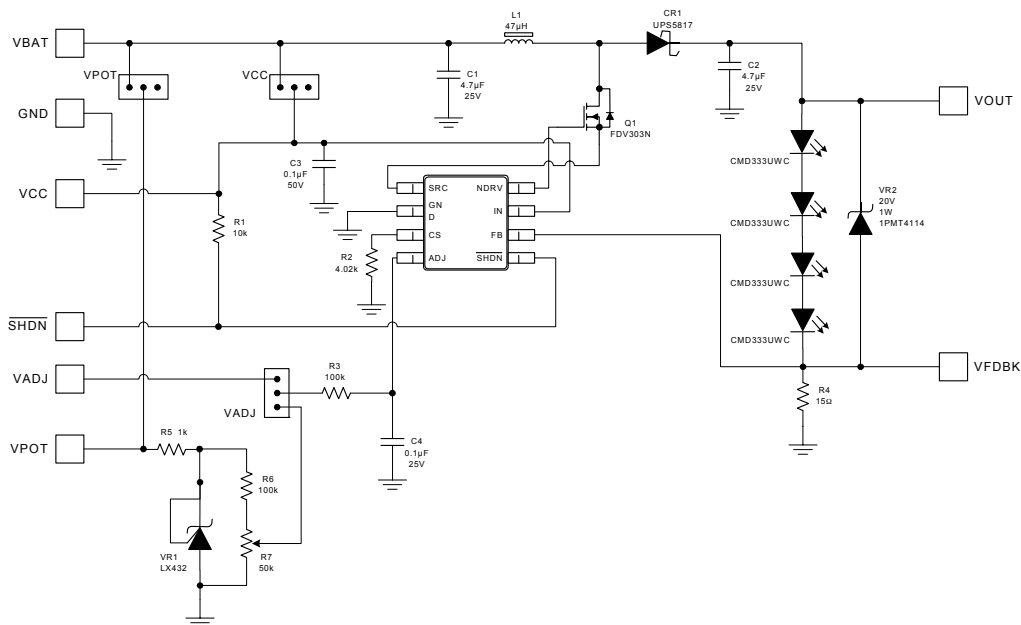 L1
47µH
CR1
UPS5817
VBAT
VPOT
VCC
C1
4.7µF
25V
C2
4.7µF
25V
VOUT
GND
Q1
FDV303N
C3
0.1µF
50V
CMD333UWC
VCC
SRC
NDRV
GN
D
IN
CS
FB
ADJ
SHDN
R1
10k
R2
4.02k
CMD333UWC
VR2
20V
1W
1PMT4114
CMD333UWC
SHDN
CMD333UWC
VADJ
R3
100k
VADJ
VFDBK
R4
15Ω
VPOT
R5 1k
C4
0.1µF
25V
R6
100k
VR1
LX432
R7
50k